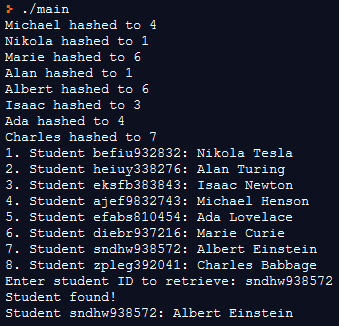 > ./main
Michael hashed to 4
Nikola hashed to 1
Marie hashed to 6
Alan hashed to 1
Albert hashed to 6
Isaac hashed to 3
Ada hashed to 4
Charles hashed to 7
1. Student befiu932832: Nikola Tesla
2. Student heiuy338276: Alan Turing
3. Student eksfb383843: Isaac Newton
4. Student ajef9832743: Michael Henson
5. Student efabs810454: Ada Lovelace
6. Student diebr937216: Marie Curie
7. Student sndhw938572: Albert Einstein
8. Student zpleg392041: Charles Babbage
Enter student ID to retrieve: sndhw938572
Student found!
Student sndhw938572: Albert Einstein